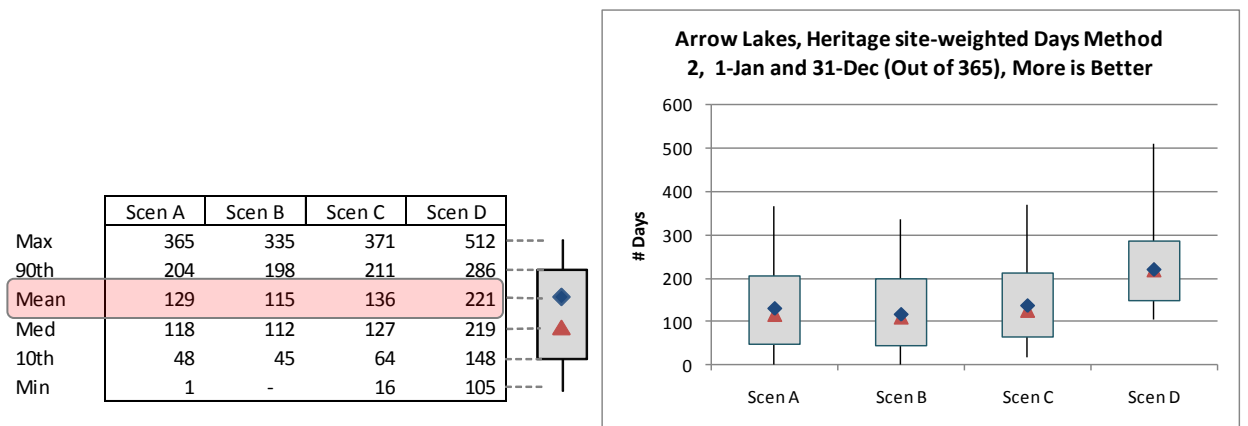 Scen A Scen B Scen C Scen D
Max 365 335 371 512
90th 204 198 211 286
Mean 129 115 136 221
Med 118 112 127 219
10th 48 45 64 148
Min 1 - 16 105
Arrow Lakes, Heritage site-weighted Days Method
2, 1-Jan and 31-Dec (Out of 365), More is Better
# Days
600
500
400
300
200
100
0
Scen A Scen B Scen C Scen D